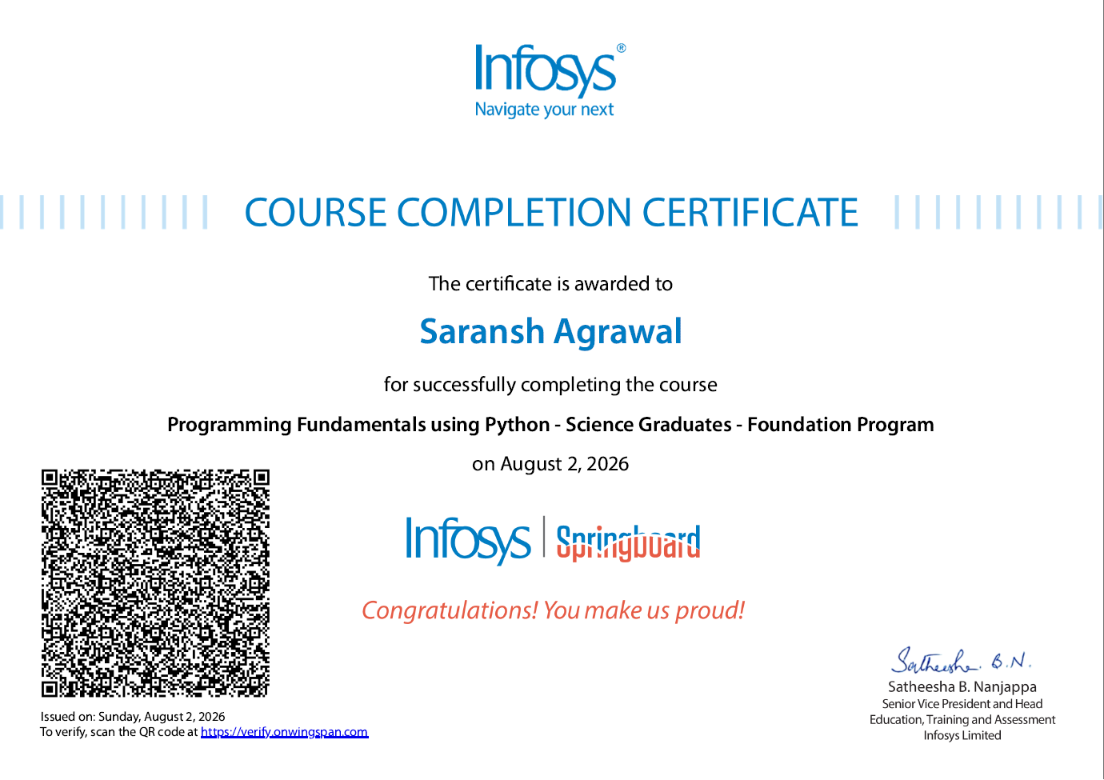 Infosys®
Navigate your next
COURSE COMPLETION CERTIFICATE
The certificate is awarded to
Saransh Agrawal
for successfully completing the course
Programming Fundamentals using Python - Science Graduates - Foundation Program
on August 2, 2026
Infosys | Springboard
Congratulations! You make us proud!
Satheesha. B.N.
Satheesha B. Nanjappa
Senior Vice President and Head
Education, Training and Assessment
Infosys Limited
Issued on: Sunday, August 2, 2026
To verify, scan the QR code at https://verify.onwingspan.com